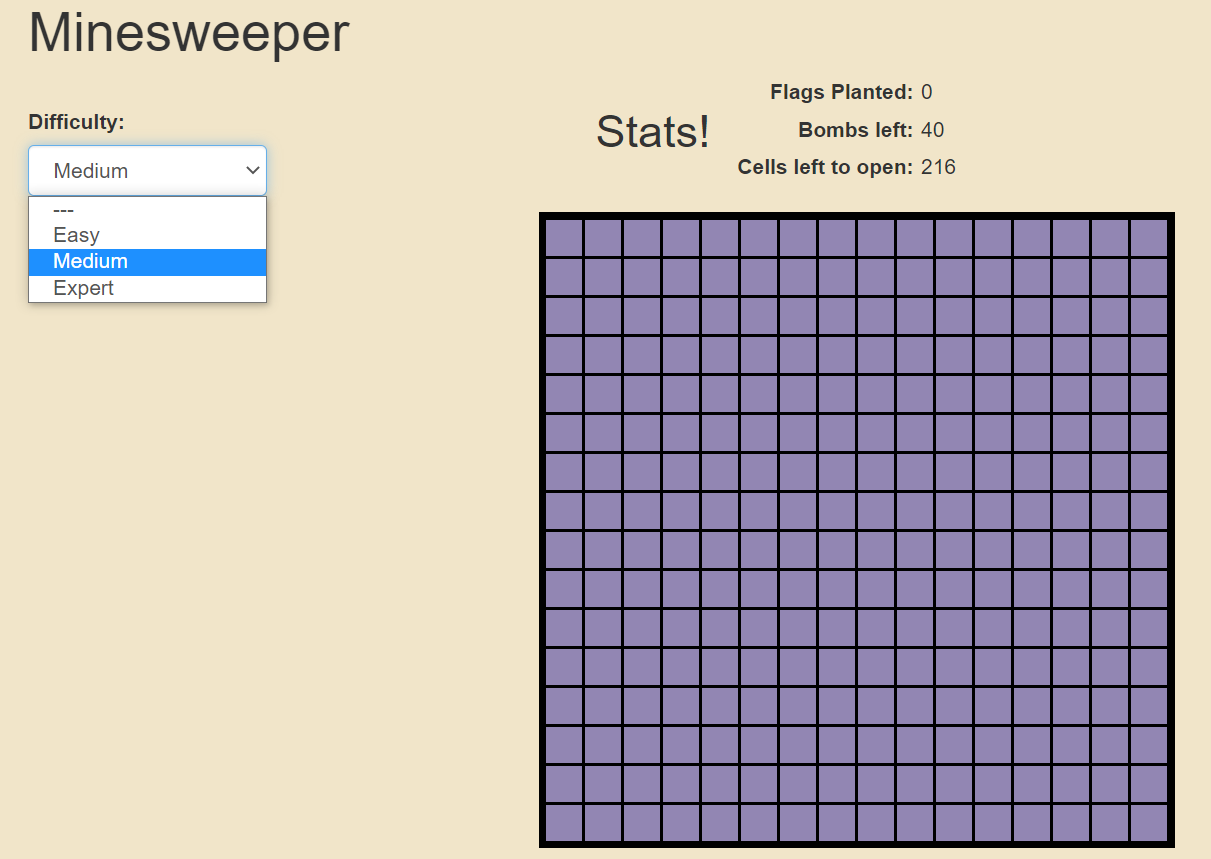 Minesweeper
Difficulty:
Medium
---
Easy
Medium
Expert
Stats!
Flags Planted: 0
Bombs left: 40
Cells left to open: 216